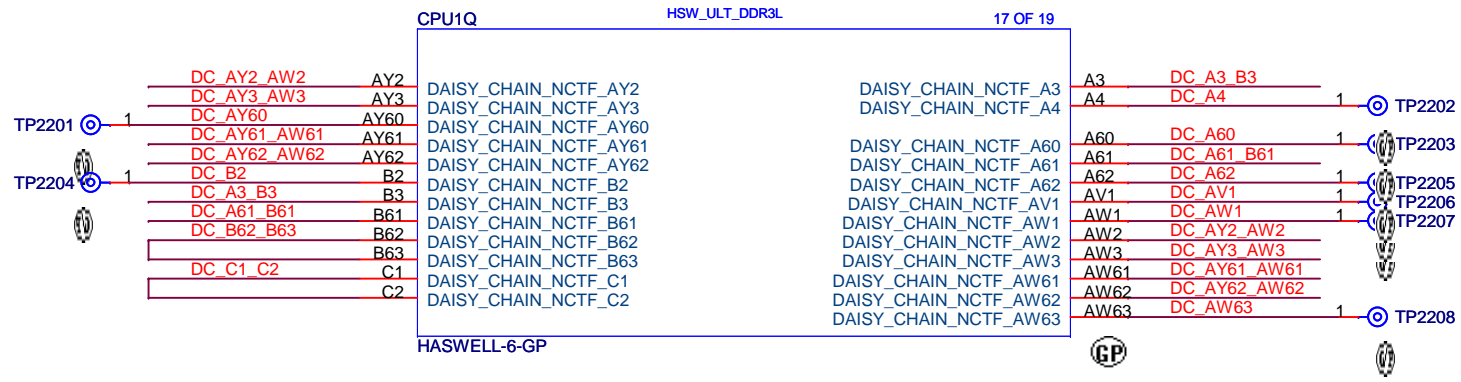 CPU1Q HSW_ULT_DDR3L 17 OF 19
DC_AY2_AW2 AY2 DAISY_CHAIN_NCTF_AY2
DC_AY3_AW3 AY3 DAISY_CHAIN_NCTF_AY3
TP2201 1 DC_AY60 AY60 DAISY_CHAIN_NCTF_AY60
DC_AY61_AW61 AY61 DAISY_CHAIN_NCTF_AY61
DC_AY62_AW62 AY62 DAISY_CHAIN_NCTF_AY62
TP2204 1 DC_B2 B2 DAISY_CHAIN_NCTF_B2
DC_A3_B3 B3 DAISY_CHAIN_NCTF_B3
DC_A61_B61 B61 DAISY_CHAIN_NCTF_B61
DC_B62_B63 B62 DAISY_CHAIN_NCTF_B62
B63 DAISY_CHAIN_NCTF_B63
DC_C1_C2 C1 DAISY_CHAIN_NCTF_C1
C2 DAISY_CHAIN_NCTF_C2
DAISY_CHAIN_NCTF_A3 A3 DC_A3_B3
DAISY_CHAIN_NCTF_A4 A4 DC_A4 1 TP2202
DAISY_CHAIN_NCTF_A60 A60 DC_A60 1 TP2203
DAISY_CHAIN_NCTF_A61 A61 DC_A61_B61
DAISY_CHAIN_NCTF_A62 A62 DC_A62 1 TP2205
DAISY_CHAIN_NCTF_AV1 AV1 DC_AV1 1 TP2206
DAISY_CHAIN_NCTF_AW1 AW1 DC_AW1 1 TP2207
DAISY_CHAIN_NCTF_AW2 AW2 DC_AY2_AW2
DAISY_CHAIN_NCTF_AW3 AW3 DC_AY3_AW3
DAISY_CHAIN_NCTF_AW61 AW61 DC_AY61_AW61
DAISY_CHAIN_NCTF_AW62 AW62 DC_AY62_AW62
DAISY_CHAIN_NCTF_AW63 AW63 DC_AW63 1 TP2208
HASWELL-6-GP
GP